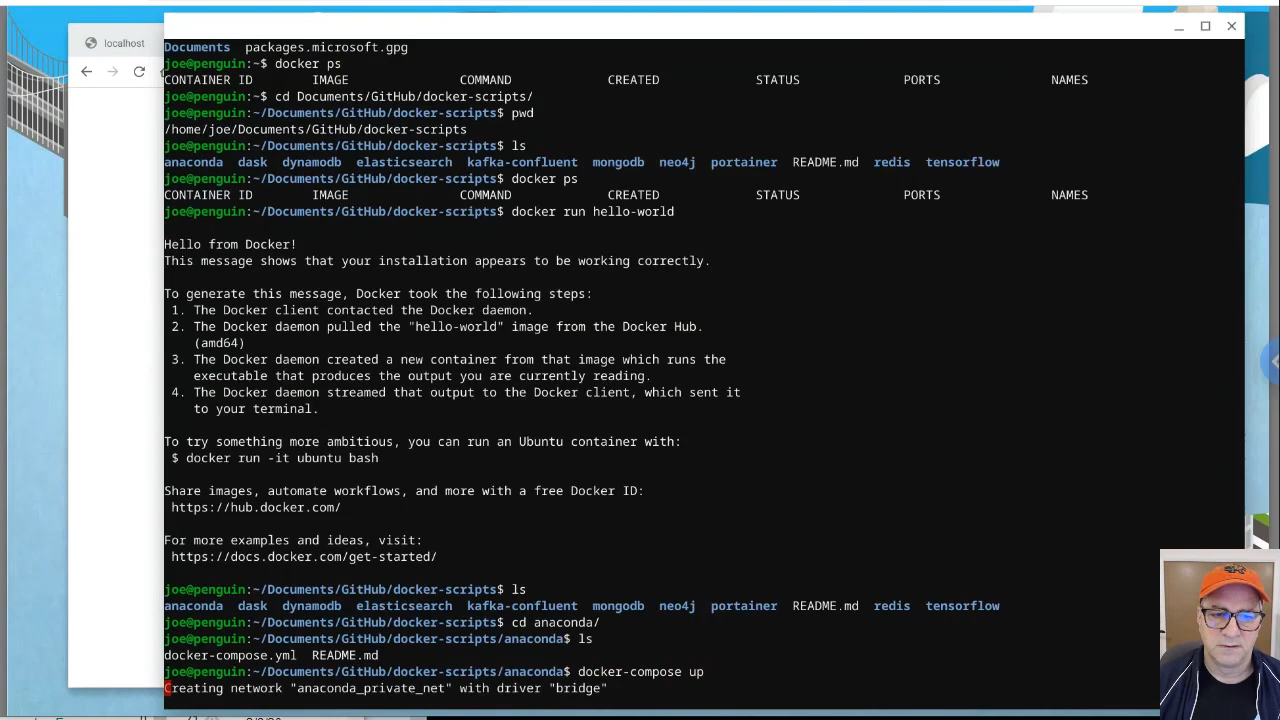 localhost
Documents  packages.microsoft.gpg
joe@penguin:~$ docker ps
CONTAINER ID        IMAGE               COMMAND             CREATED             STATUS              PORTS               NAMES
joe@penguin:~$ cd Documents/GitHub/docker-scripts/
joe@penguin:~/Documents/GitHub/docker-scripts$ pwd
/home/joe/Documents/GitHub/docker-scripts
joe@penguin:~/Documents/GitHub/docker-scripts$ ls
anaconda  dask  dynamodb  elasticsearch  kafka-confluent  mongodb  neo4j  portainer  README.md  redis  tensorflow
joe@penguin:~/Documents/GitHub/docker-scripts$ docker ps
CONTAINER ID        IMAGE               COMMAND             CREATED             STATUS              PORTS               NAMES
joe@penguin:~/Documents/GitHub/docker-scripts$ docker run hello-world
Hello from Docker!
This message shows that your installation appears to be working correctly.
To generate this message, Docker took the following steps:
 1. The Docker client contacted the Docker daemon.
 2. The Docker daemon pulled the "hello-world" image from the Docker Hub.
    (amd64)
 3. The Docker daemon created a new container from that image which runs the
    executable that produces the output you are currently reading.
 4. The Docker daemon streamed that output to the Docker client, which sent it
    to your terminal.
To try something more ambitious, you can run an Ubuntu container with:
 $ docker run -it ubuntu bash
Share images, automate workflows, and more with a free Docker ID:
 https://hub.docker.com/
For more examples and ideas, visit:
 https://docs.docker.com/get-started/
joe@penguin:~/Documents/GitHub/docker-scripts$ ls
anaconda  dask  dynamodb  elasticsearch  kafka-confluent  mongodb  neo4j  portainer  README.md  redis  tensorflow
joe@penguin:~/Documents/GitHub/docker-scripts$ cd anaconda/
joe@penguin:~/Documents/GitHub/docker-scripts/anaconda$ ls
docker-compose.yml  README.md
joe@penguin:~/Documents/GitHub/docker-scripts/anaconda$ docker-compose up
Creating network "anaconda_private_net" with driver "bridge"